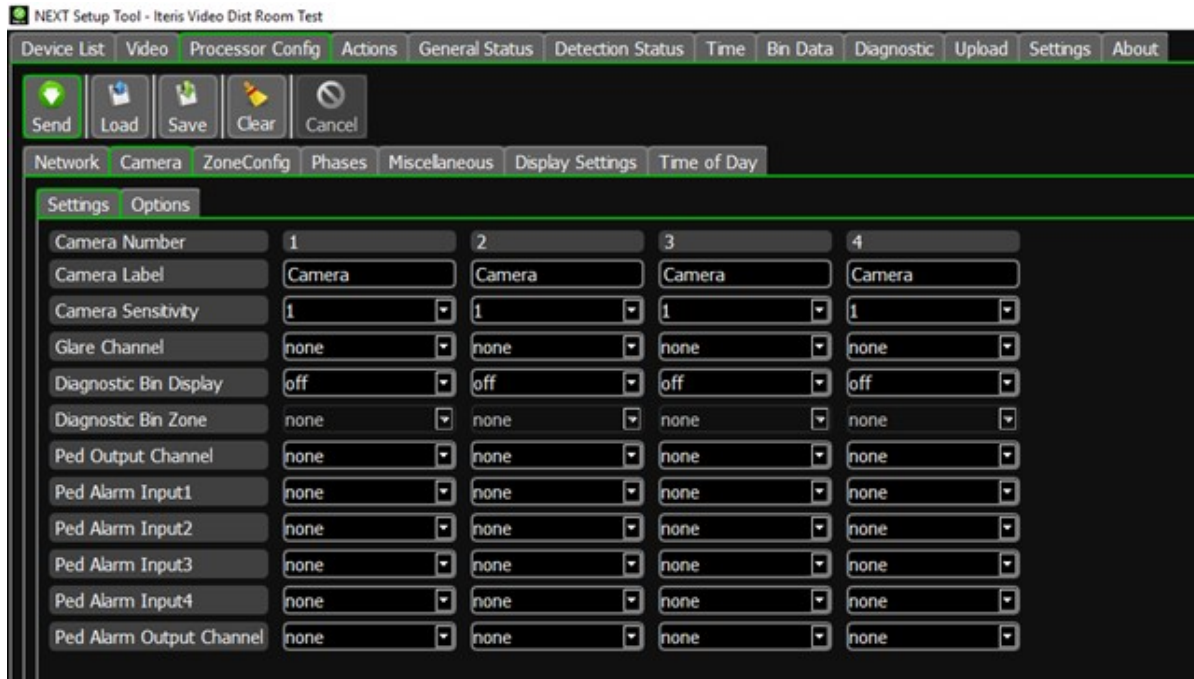 NEXT Setup Tool - Iteris Video Dist Room Test
Device List Video Processor Config Actions General Status Detection Status Time Bin Data Diagnostic Upload Settings About
Send Load Save Clear Cancel
Network Camera ZoneConfig Phases Miscellaneous Display Settings Time of Day
Settings Options
Camera Number 1 2 3 4
Camera Label Camera Camera Camera Camera
Camera Sensitivity 1 1 1 1
Glare Channel none none none none
Diagnostic Bin Display off off off off
Diagnostic Bin Zone none none none none
Ped Output Channel none none none none
Ped Alarm Input1 none none none none
Ped Alarm Input2 none none none none
Ped Alarm Input3 none none none none
Ped Alarm Input4 none none none none
Ped Alarm Output Channel none none none none